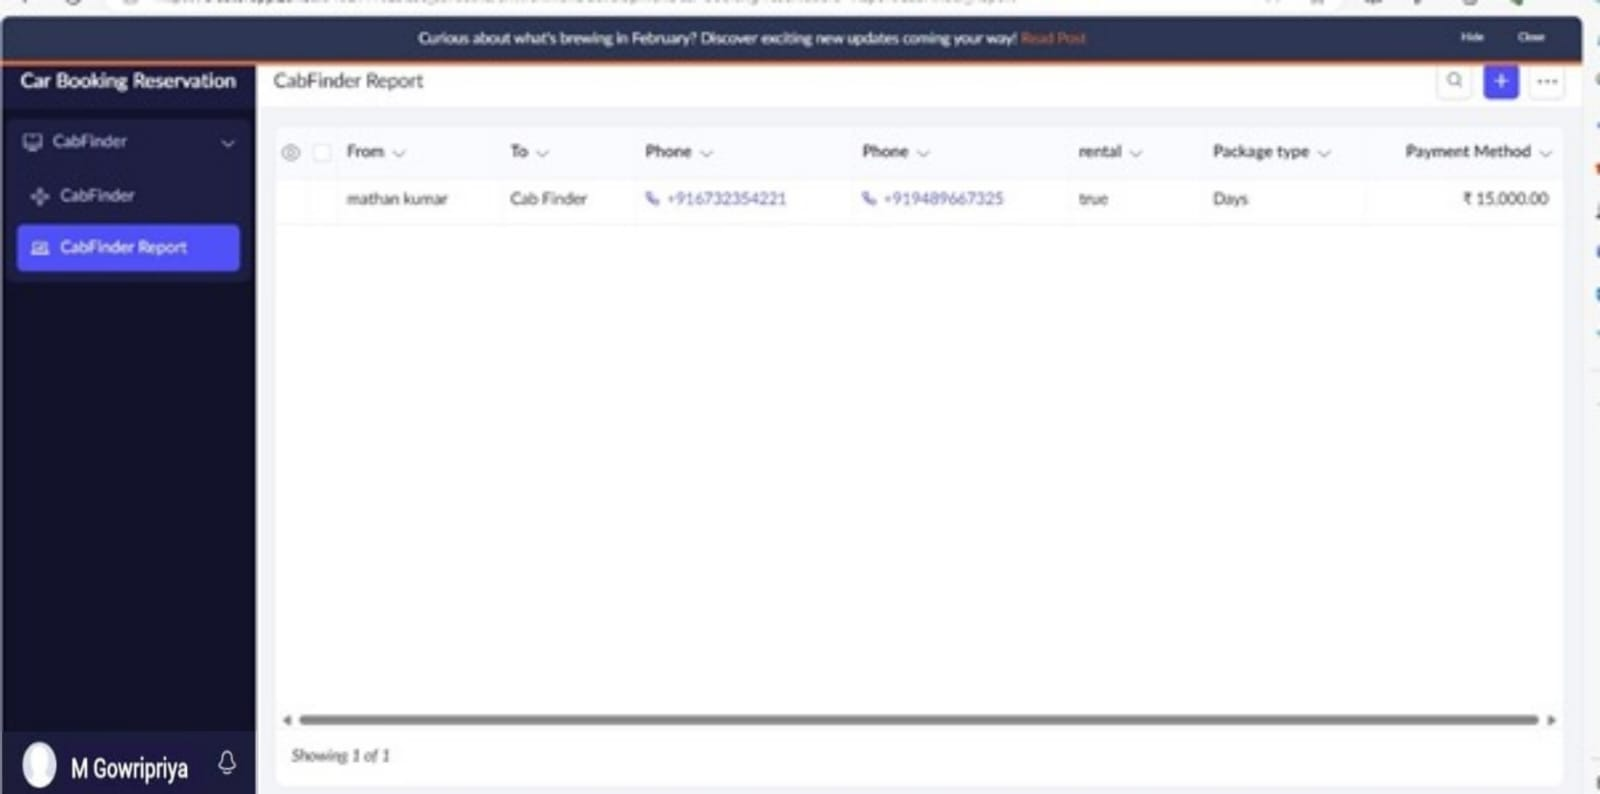 Curious about what's brewing in February? Discover exciting new updates coming your way! Read Post
Hide Close
Car Booking Reservation
CabFinder
CabFinder
CabFinder Report
M Gowripriya
CabFinder Report
From To Phone Phone rental Package type Payment Method
mathan kumar Cab Finder +916732354221 +919489667325 true Days ₹ 15,000.00
Showing 1 of 1